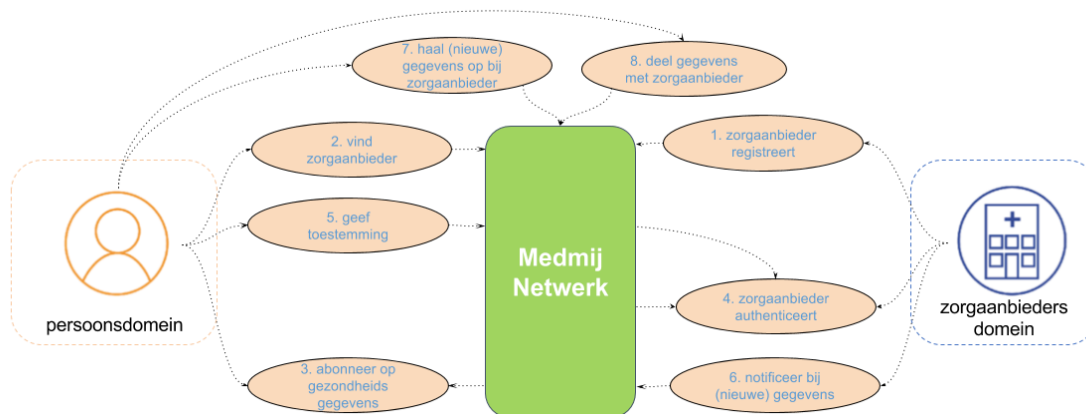 7. haal (nieuwe)
gegevens op bij
zorgaanbieder
8. deel gegevens
met zorgaanbieder
2. vind
zorgaanbieder
1. zorgaanbieder
registreert
5. geef
toestemming
Medmij
Netwerk
4. zorgaanbieder
authenticeert
persoonsdomein
zorgaanbieders
domein
3. abonneer op
gezondheids
gegevens
6. notificeer bij
(nieuwe) gegevens